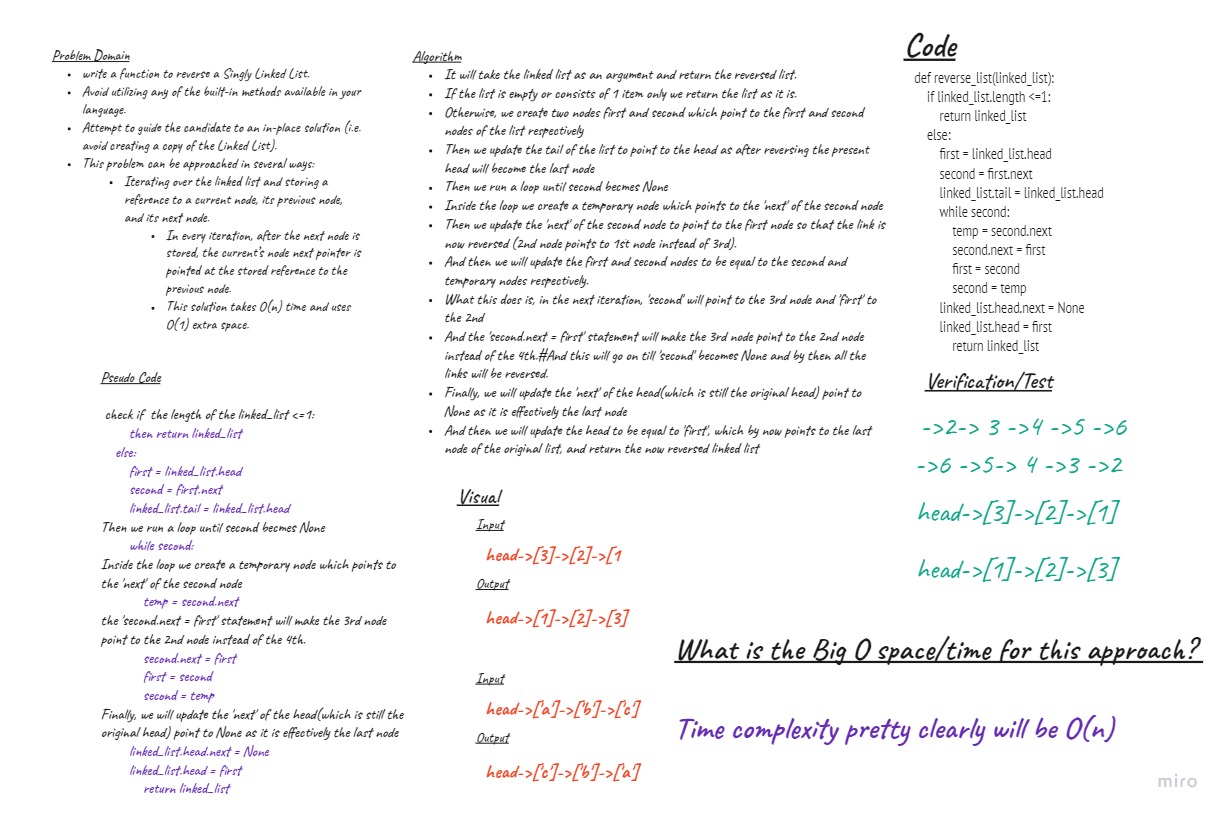 Problem Domain
• write a function to reverse a Singly Linked List.
• Avoid utilizing any of the built-in methods available in your
language.
• Attempt to guide the candidate to an in-place solution (i.e.
avoid creating a copy of the Linked List).
• This problem can be approached in several ways:
• Iterating over the linked list and storing a
reference to a current node, its previous node,
and its next node.
• In every iteration, after the next node is
stored, the current's node next pointer is
pointed at the stored reference to the
previous node.
• This solution takes O(n) time and uses
O(1) extra space.
Pseudo Code
check if the length of the linked_list <=1:
then return linked_list
else:
first = linked_list.head
second = first.next
linked_list.tail = linked_list.head
Then we run a loop until second becmes None
while second:
Inside the loop we create a temporary node which points to
the 'next' of the second node
temp = second.next
the 'second.next = first' statement will make the 3rd node
point to the 2nd node instead of the 4th.
second.next = first
first = second
second = temp
Finally, we will update the 'next' of the head(which is still the
original head) point to None as it is effectively the last node
linked_list.head.next = None
linked_list.head = first
return linked_list
Algorithm
• It will take the linked list as an argument and return the reversed list.
• If the list is empty or consists of 1 item only we return the list as it is.
• Otherwise, we create two nodes first and second which point to the first and second
nodes of the list respectively
• Then we update the tail of the list to point to the head as after reversing the present
head will become the last node
• Then we run a loop until second becmes None
• Inside the loop we create a temporary node which points to the 'next' of the second node
• Then we update the 'next' of the second node to point to the first node so that the link is
now reversed (2nd node points to 1st node instead of 3rd).
• And then we will update the first and second nodes to be equal to the second and
temporary nodes respectively.
• What this does is, in the next iteration, 'second' will point to the 3rd node and 'first' to
the 2nd
• And the 'second.next = first' statement will make the 3rd node point to the 2nd node
instead of the 4th.#And this will go on till 'second' becomes None and by then all the
links will be reversed.
• Finally, we will update the 'next' of the head(which is still the original head) point to
None as it is effectively the last node
• And then we will update the head to be equal to 'first', which by now points to the last
node of the original list, and return the now reversed linked list
Visual
Input
head->[3]->[2]->[1
Output
head->[1]->[2]->[3]
Input
head->['a']->['b']->['c']
Output
head->['c']->['b']->['a']
Code
def reverse_list(linked_list):
if linked_list.length <=1:
return linked_list
else:
first = linked_list.head
second = first.next
linked_list.tail = linked_list.head
while second:
temp = second.next
second.next = first
first = second
second = temp
linked_list.head.next = None
linked_list.head = first
return linked_list
Verification/Test
->2-> 3 ->4 ->5 ->6
->6 ->5-> 4 ->3 ->2
head->[3]->[2]->[1]
head->[1]->[2]->[3]
What is the Big O space/time for this approach?
Time complexity pretty clearly will be O(n)
miro